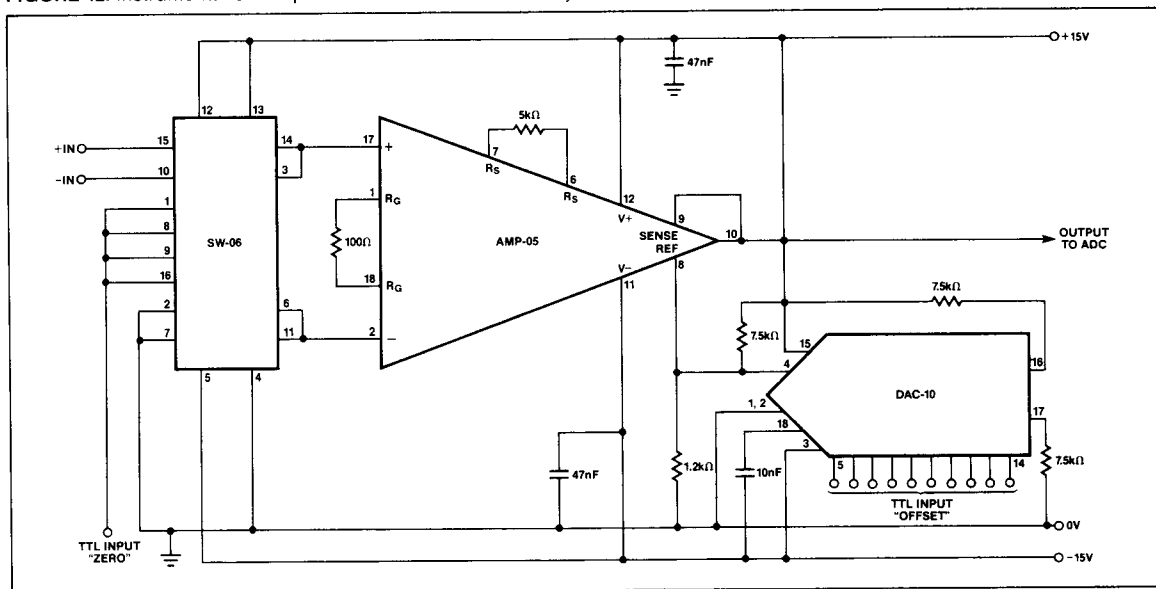 +15V
47nF
12
13
5kΩ
7
6
RS
RS
+IN
15
14
17
+
−IN
10
3
1
RG
12
V+
1
8
SW-06
100Ω
AMP-05
9
SENSE
10
OUTPUT
TO ADC
9
REF
8
16
18
RG
V−
11
7.5kΩ
2
6
7
11
2
−
7.5kΩ
15
16
4
5
4
DAC-10
1, 2
17
18
3
47nF
1.2kΩ
10nF
5
14
7.5kΩ
TTL INPUT
"OFFSET"
0V
TTL INPUT
"ZERO"
−15V